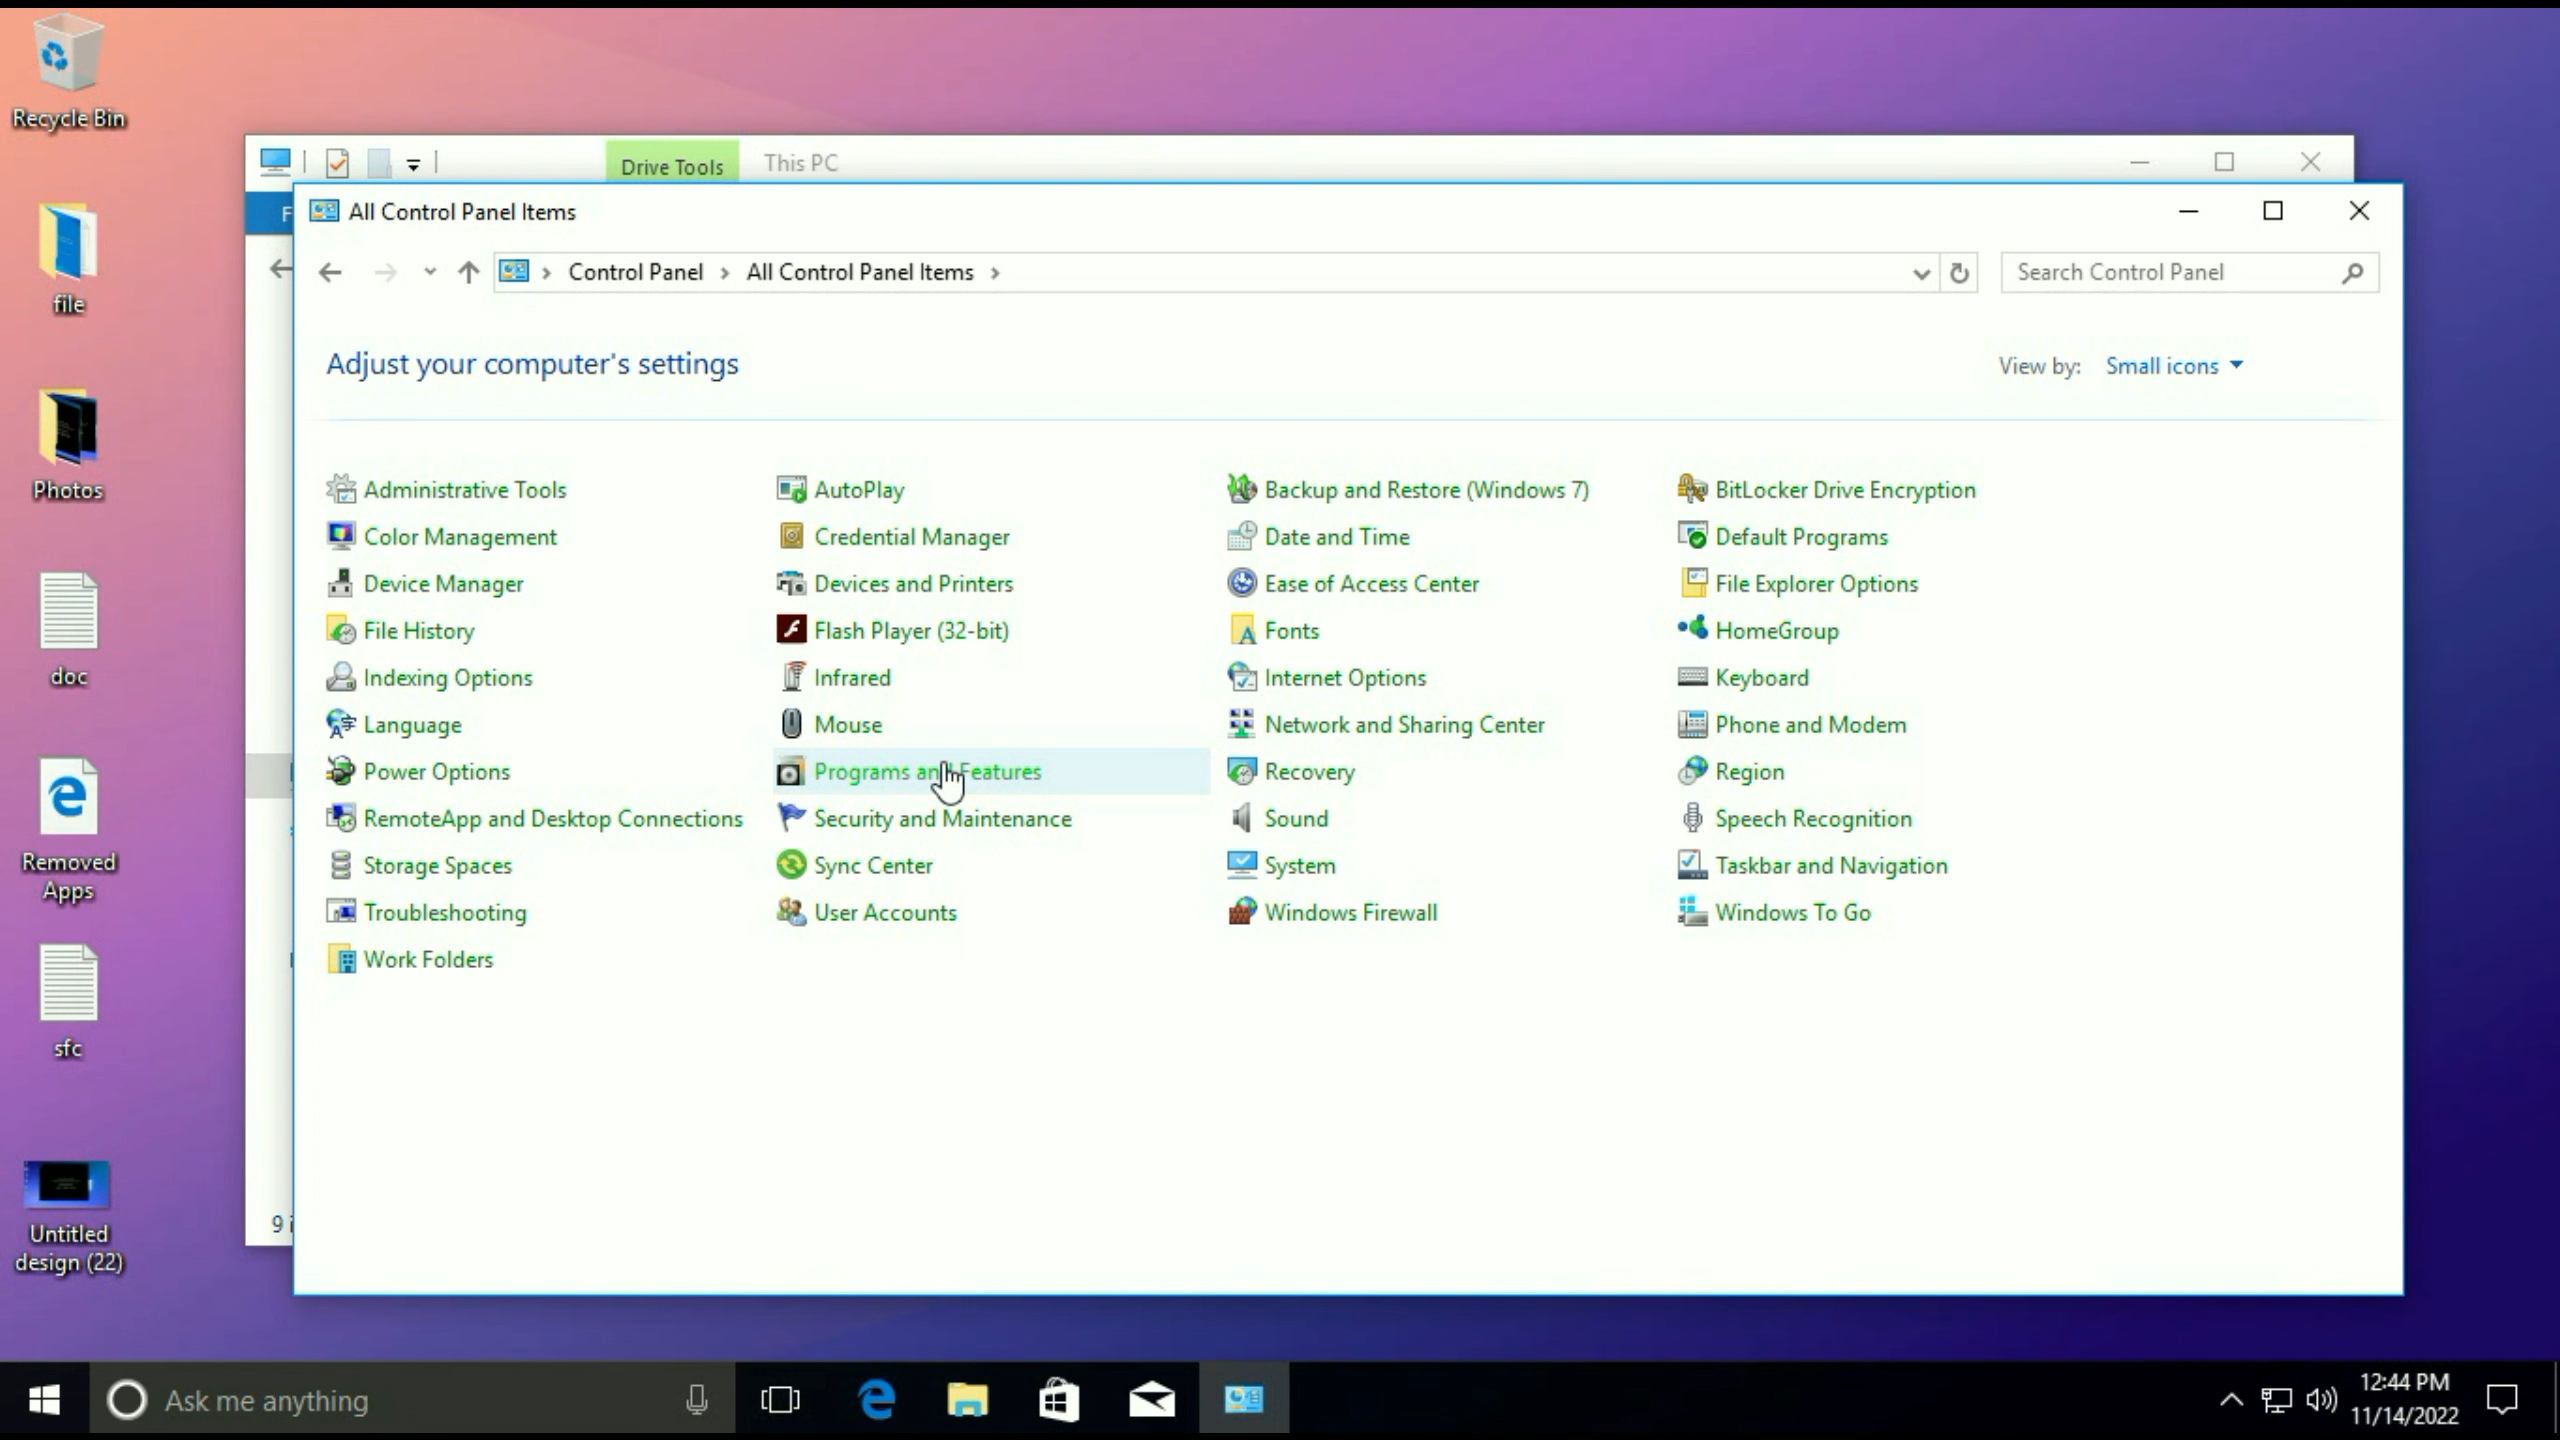 Recycle Bin
file
Photos
doc
Removed
Apps
sfc
Untitled
design (22)
Drive Tools
This PC
F
All Control Panel Items
Control Panel
All Control Panel Items
Search Control Panel
Adjust your computer's settings
View by:
Small icons
Administrative Tools
AutoPlay
Backup and Restore (Windows 7)
BitLocker Drive Encryption
Color Management
Credential Manager
Date and Time
Default Programs
Device Manager
Devices and Printers
Ease of Access Center
File Explorer Options
File History
Flash Player (32-bit)
Fonts
HomeGroup
Indexing Options
Infrared
Internet Options
Keyboard
Language
Mouse
Network and Sharing Center
Phone and Modem
Power Options
Programs and Features
Recovery
Region
RemoteApp and Desktop Connections
Security and Maintenance
Sound
Speech Recognition
Storage Spaces
Sync Center
System
Taskbar and Navigation
Troubleshooting
User Accounts
Windows Firewall
Windows To Go
Work Folders
9 i
Ask me anything
12:44 PM
11/14/2022